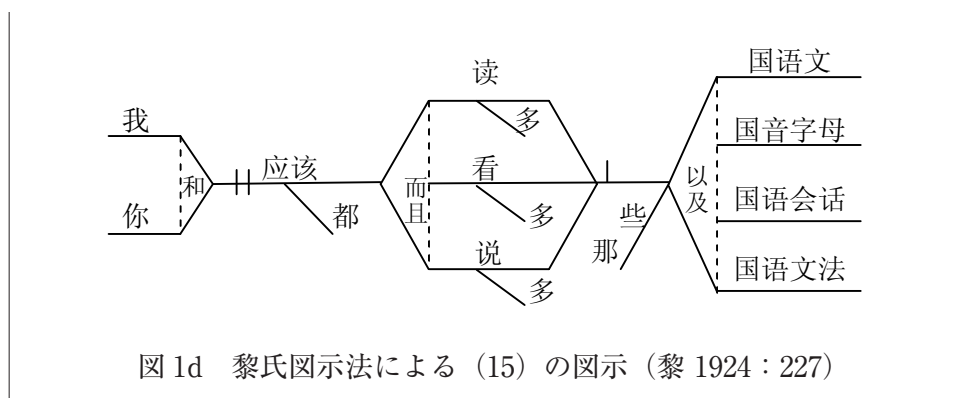 读
国语文
多
我
国音字母
应该
看
和
而且
以及
你
都
多
些
那
国语会话
说
国语文法
多
図 1d　黎氏図示法による（15）の図示（黎 1924：227）